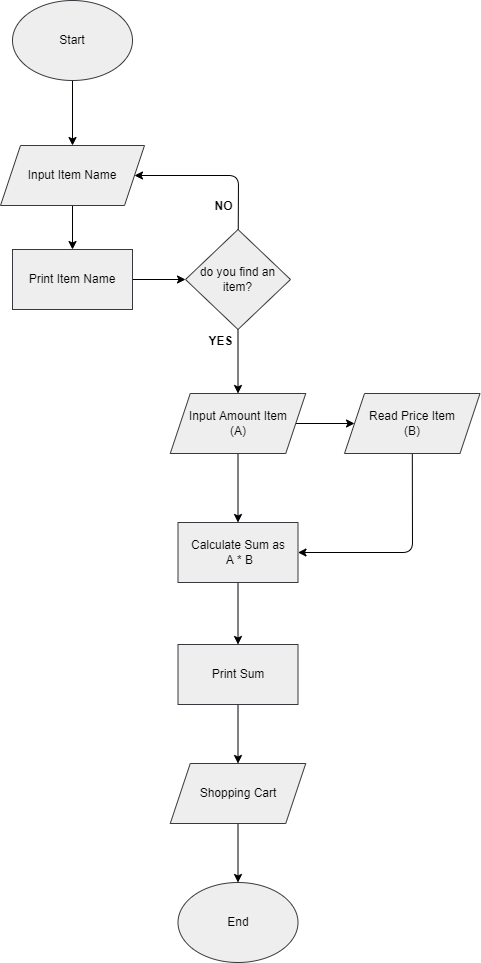 Start
Input Item Name
NO
Print Item Name
do you find an
item?
YES
Input Amount Item
(A)
Read Price Item
(B)
Calculate Sum as
A * B
Print Sum
Shopping Cart
End